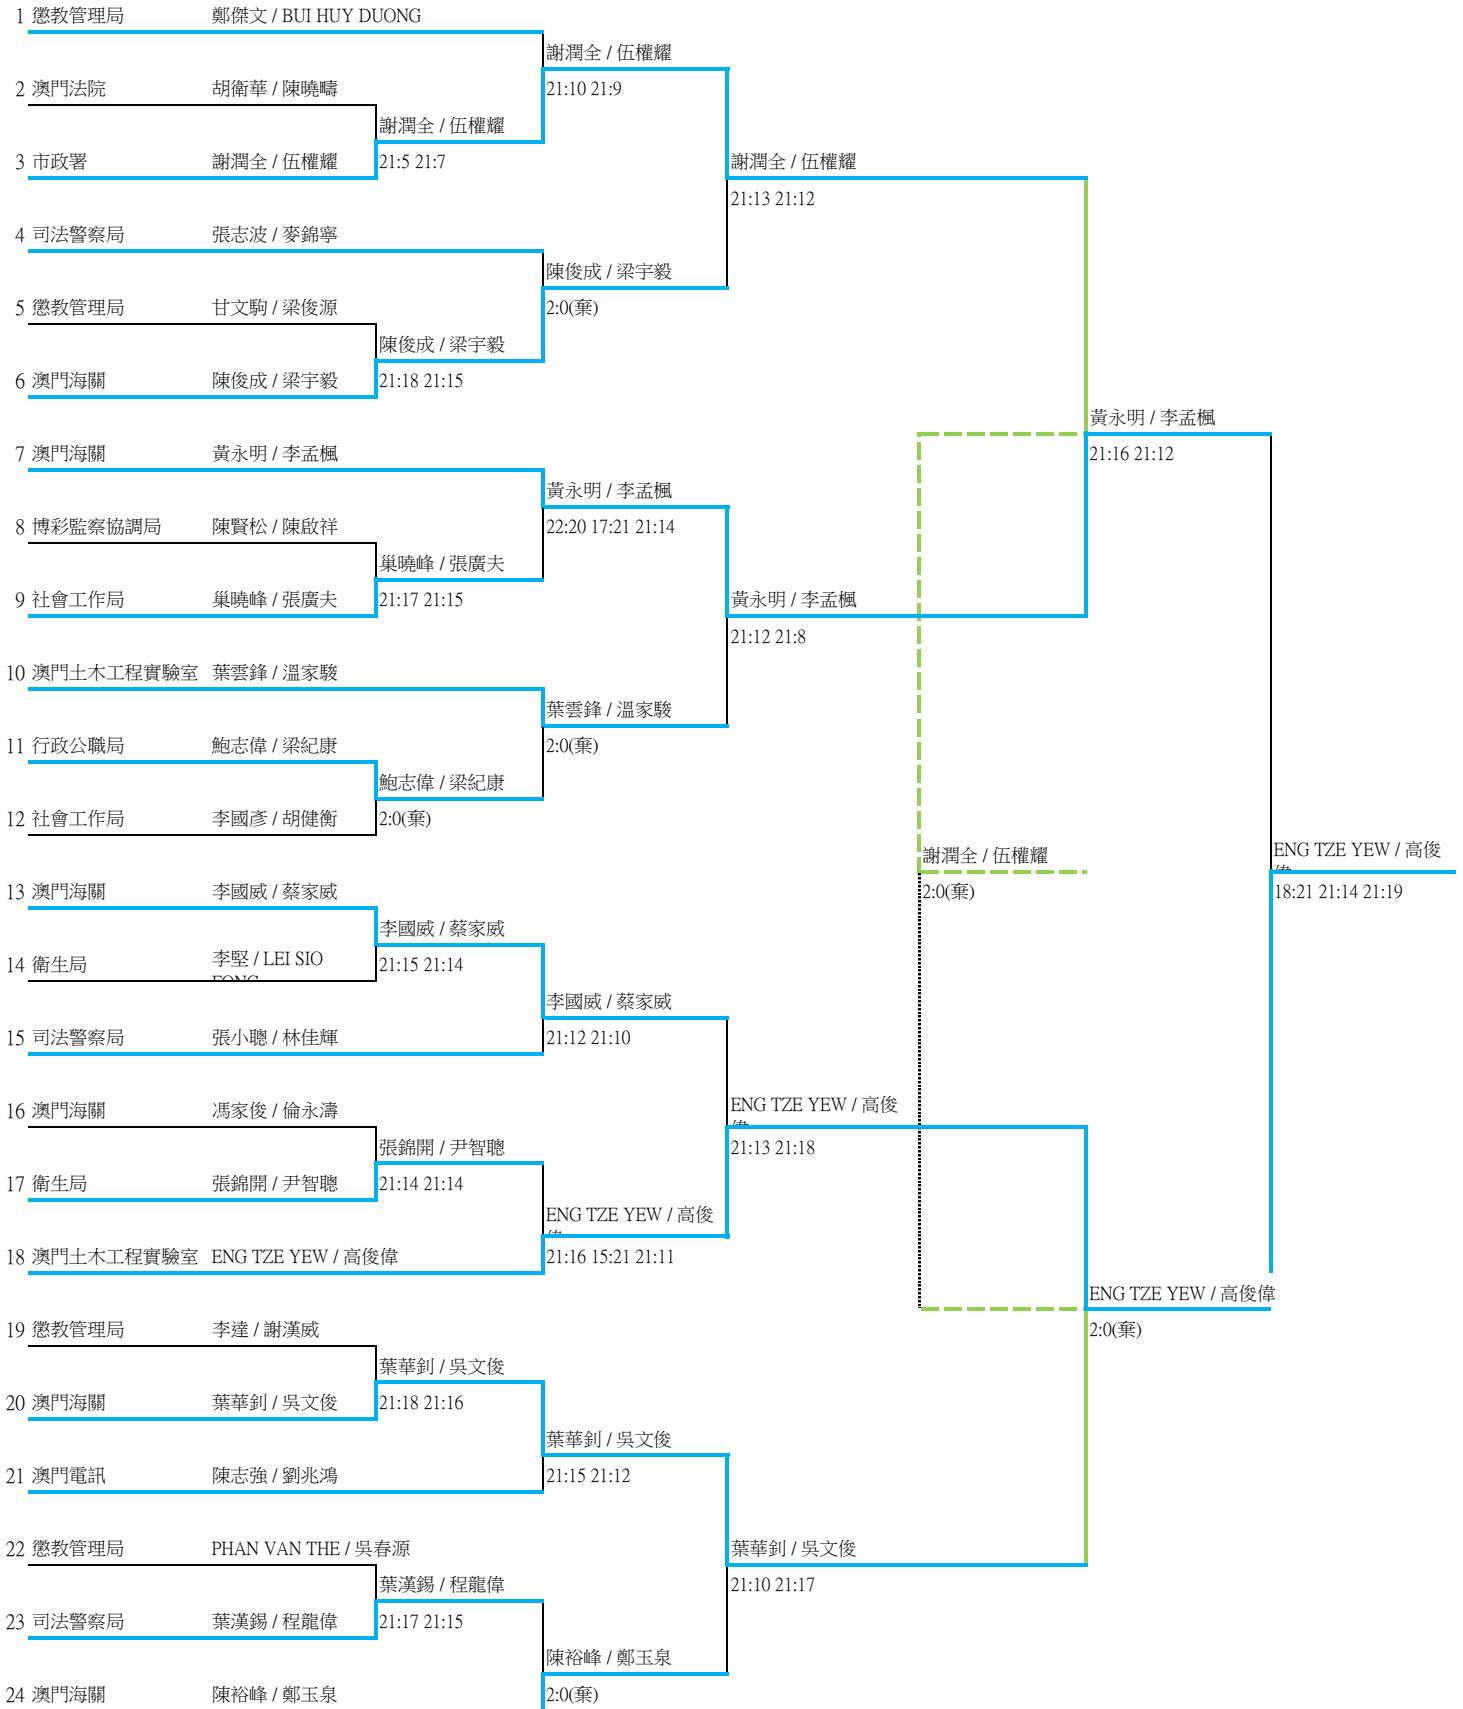 1 懲教管理局 鄭傑文 / BUI HUY DUONG
謝潤全 / 伍權耀
2 澳門法院 胡衛華 / 陳曉疇 21:10 21:9
謝潤全 / 伍權耀
3 市政署 謝潤全 / 伍權耀 21:5 21:7 謝潤全 / 伍權耀
21:13 21:12
4 司法警察局 張志波 / 麥錦寧
陳俊成 / 梁宇毅
5 懲教管理局 甘文駒 / 梁俊源 2:0(棄)
陳俊成 / 梁宇毅
6 澳門海關 陳俊成 / 梁宇毅 21:18 21:15
黃永明 / 李孟楓
7 澳門海關 黃永明 / 李孟楓 21:16 21:12
黃永明 / 李孟楓
8 博彩監察協調局 陳賢松 / 陳啟祥 22:20 17:21 21:14
巢曉峰 / 張廣夫
9 社會工作局 巢曉峰 / 張廣夫 21:17 21:15 黃永明 / 李孟楓
21:12 21:8
10 澳門土木工程實驗室 葉雲鋒 / 溫家駿
葉雲鋒 / 溫家駿
11 行政公職局 鮑志偉 / 梁紀康 2:0(棄)
鮑志偉 / 梁紀康
12 社會工作局 李國彥 / 胡健衡 2:0(棄)
謝潤全 / 伍權耀 ENG TZE YEW / 高俊
13 澳門海關 李國威 / 蔡家威 2:0(棄) 18:21 21:14 21:19
李國威 / 蔡家威
14 衛生局 李堅 / LEI SIO 21:15 21:14
李國威 / 蔡家威
15 司法警察局 張小聰 / 林佳輝 21:12 21:10
16 澳門海關 馮家俊 / 倫永濤 ENG TZE YEW / 高俊
張錦開 / 尹智聰 21:13 21:18
17 衛生局 張錦開 / 尹智聰 21:14 21:14
ENG TZE YEW / 高俊
18 澳門土木工程實驗室 ENG TZE YEW / 高俊偉 21:16 15:21 21:11
ENG TZE YEW / 高俊偉
19 懲教管理局 李達 / 謝漢威 2:0(棄)
葉華釗 / 吳文俊
20 澳門海關 葉華釗 / 吳文俊 21:18 21:16
葉華釗 / 吳文俊
21 澳門電訊 陳志強 / 劉兆鴻 21:15 21:12
22 懲教管理局 PHAN VAN THE / 吳春源 葉華釗 / 吳文俊
葉漢錫 / 程龍偉 21:10 21:17
23 司法警察局 葉漢錫 / 程龍偉 21:17 21:15
陳裕峰 / 鄭玉泉
24 澳門海關 陳裕峰 / 鄭玉泉 2:0(棄)